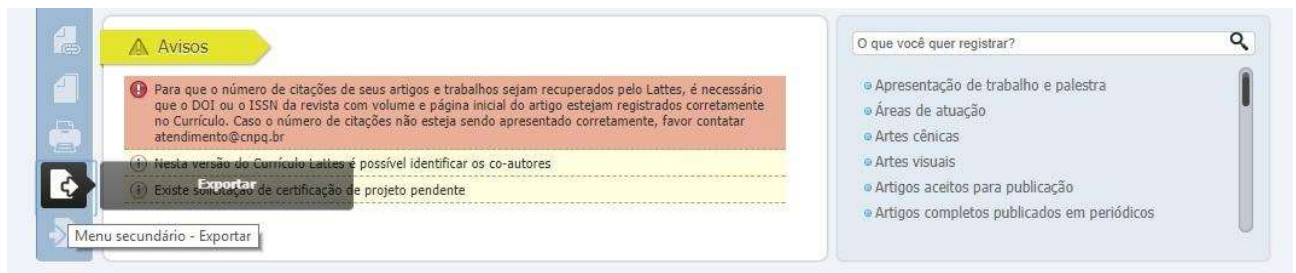 Avisos
Para que o número de citações de seus artigos e trabalhos sejam recuperados pelo Lattes, é necessário
que o DOI ou o ISSN da revista com volume e página inicial do artigo estejam registrados corretamente
no Currículo. Caso o número de citações não esteja sendo apresentado corretamente, favor contatar
atendimento@cnpq.br
Nesta versão do Currículo Lattes é possível identificar os co-autores
Existe solicitação de certificação de projeto pendente
Exportar
Menu secundário - Exportar
O que você quer registrar?
Apresentação de trabalho e palestra
Áreas de atuação
Artes cênicas
Artes visuais
Artigos aceitos para publicação
Artigos completos publicados em periódicos